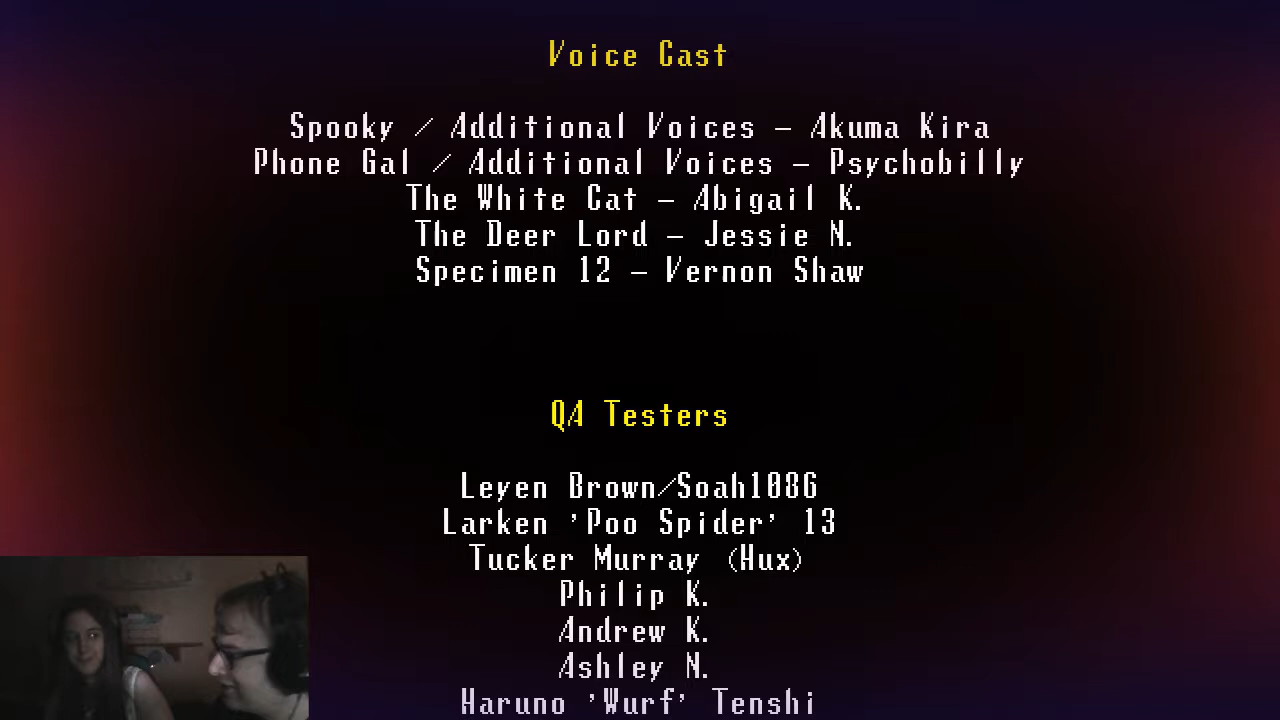 Voice Cast
Spooky / Additional Voices - Akuma Kira
Phone Gal / Additional Voices - Psychobilly
The White Cat - Abigail K.
The Deer Lord - Jessie N.
Specimen 12 - Vernon Shaw
QA Testers
Leyen Brown/Soah1086
Larken 'Poo Spider' 13
Tucker Murray (Hux)
Philip K.
Andrew K.
Ashley N.
Haruno 'Wurf' Tenshi